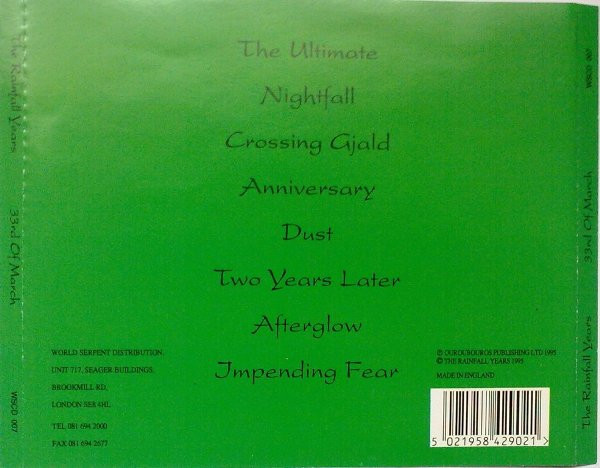 The Rainfall Years 33rd Of March WSCD 007
The Ultimate
Nightfall
Crossing Gjald
Anniversary
Dust
Two Years Later
Afterglow
Impending Fear
WORLD SERPENT DISTRIBUTION.
UNIT 717, SEAGER BUILDINGS,
BROOKMILL RD,
LONDON SE8 4HL.
TEL 081 694 2000
FAX 081 694 2677
© OUROUBOUROS PUBLISHING LTD 1995
© THE RAINFALL YEARS 1995
MADE IN ENGLAND
5 021958 429021 >
The Rainfall Years 33rd Of March WSCD 007